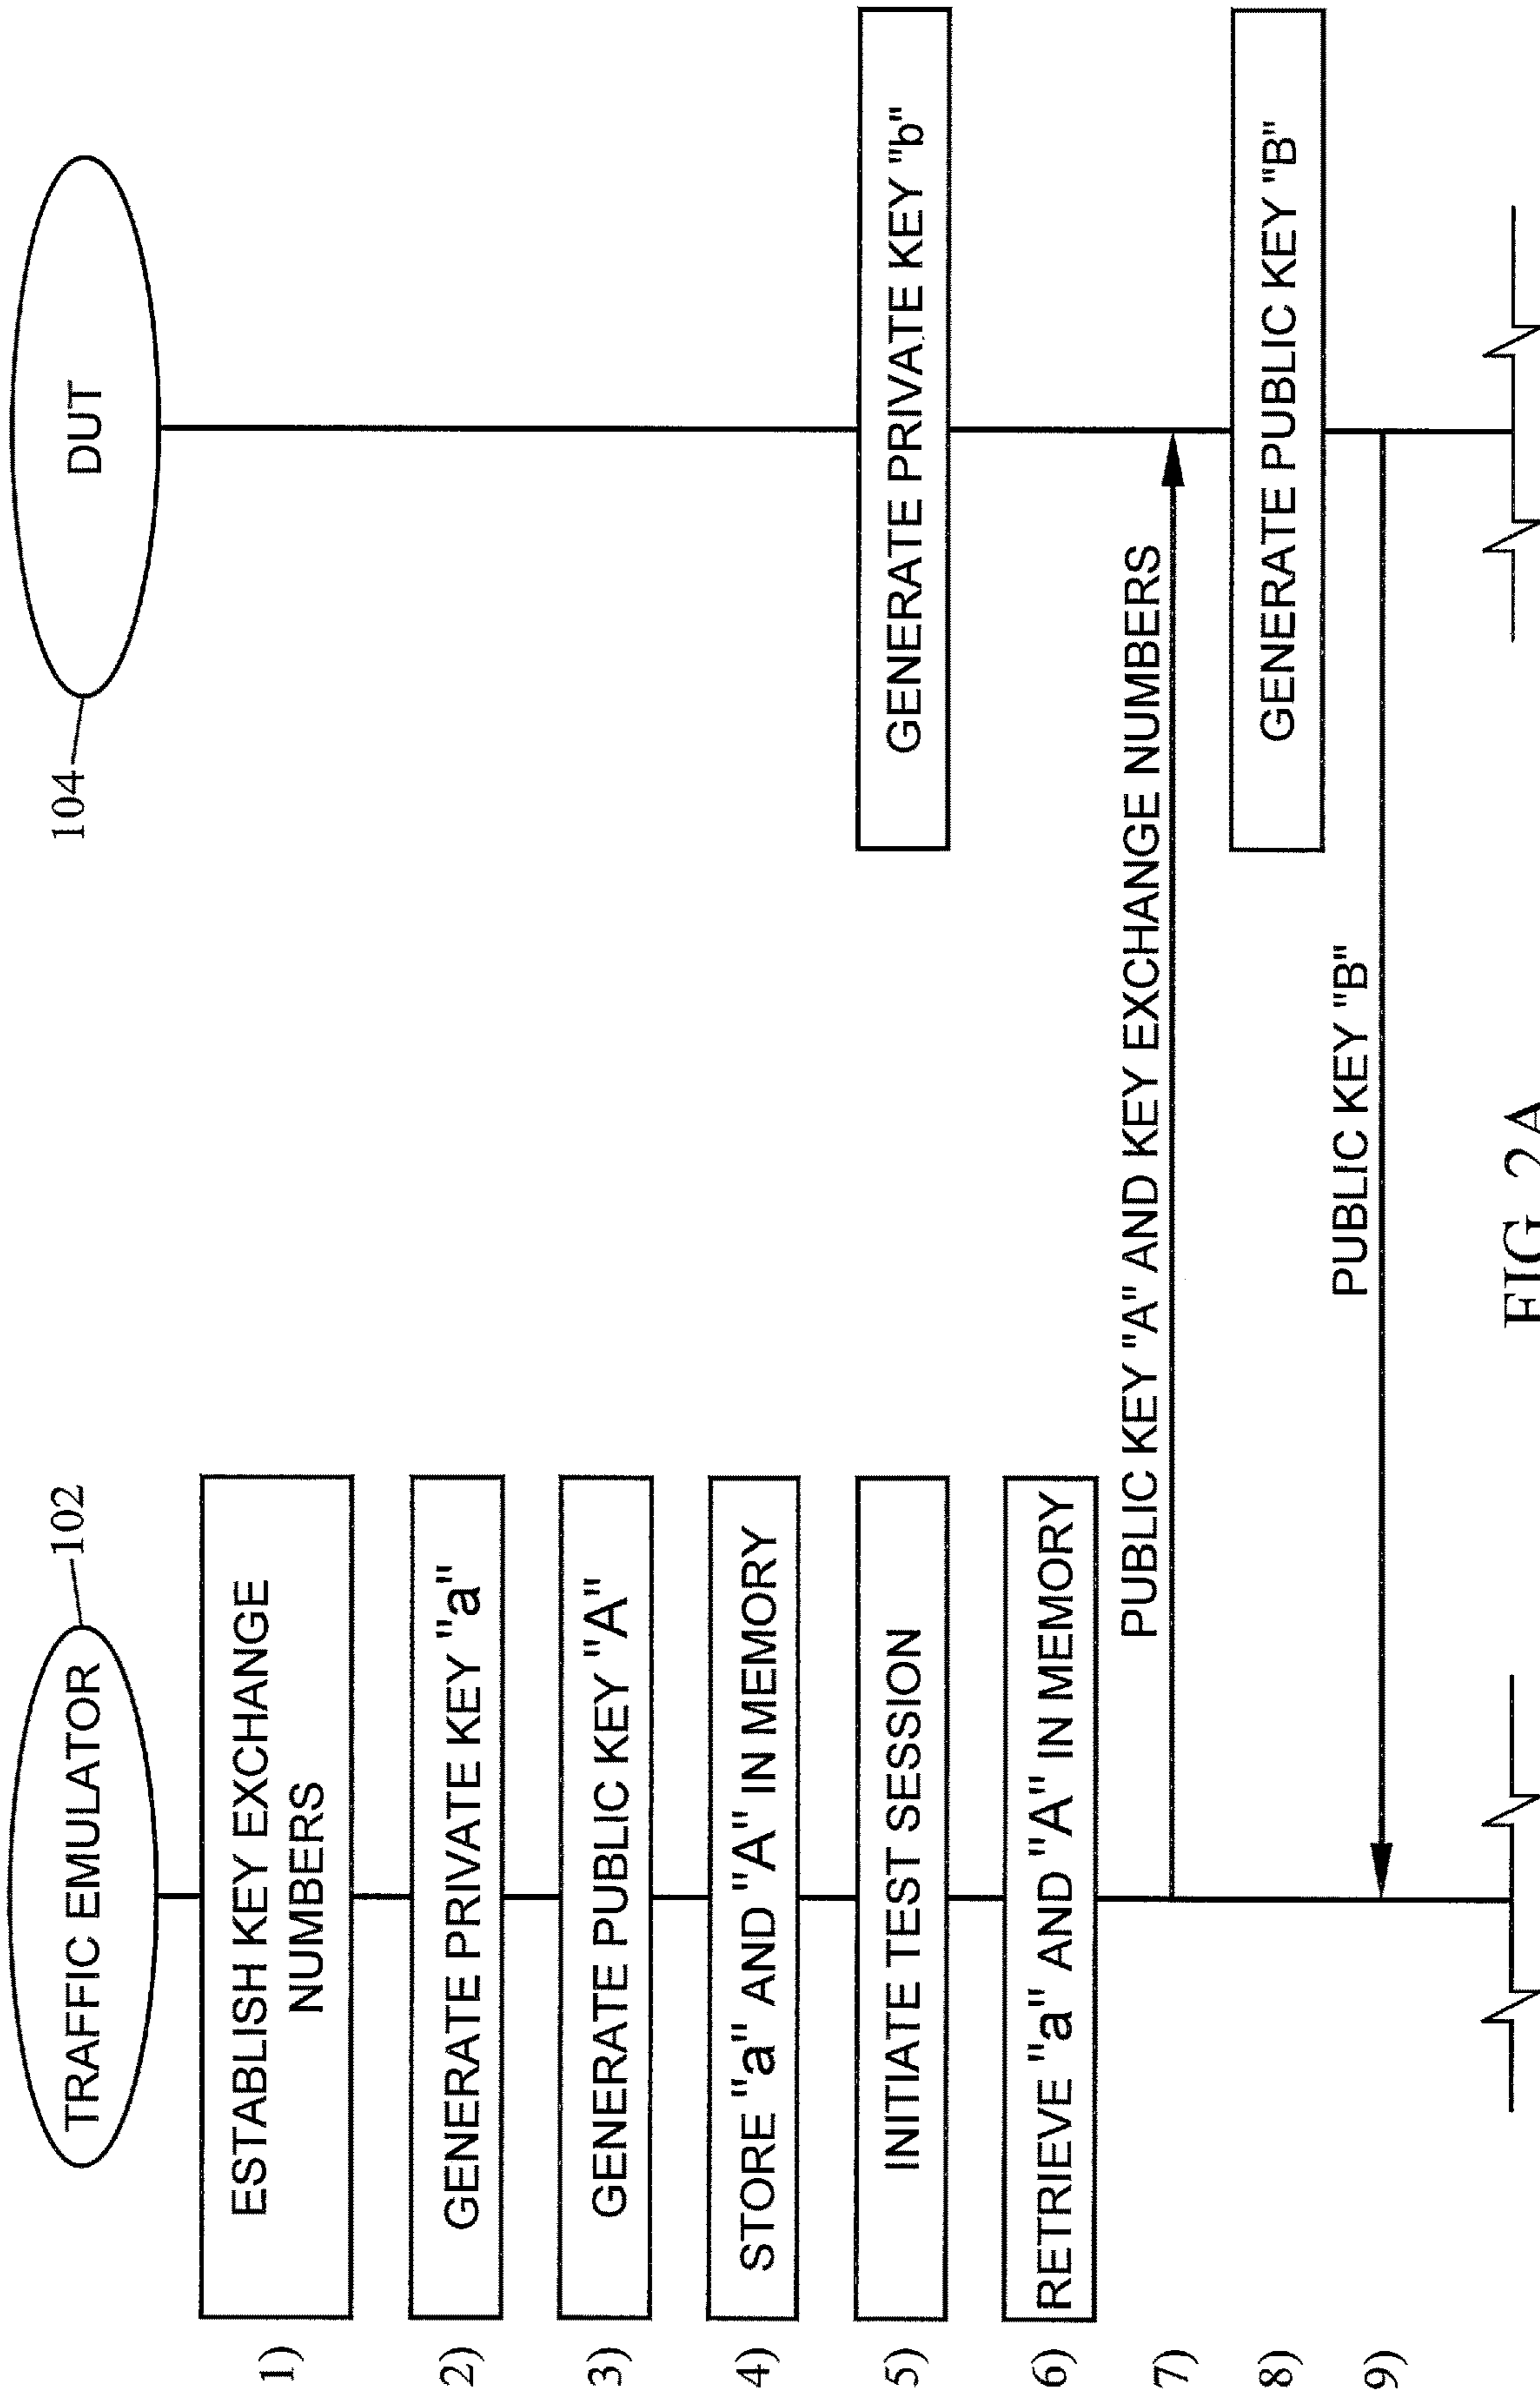 TRAFFIC EMULATOR
102
DUT
104
1)
ESTABLISH KEY EXCHANGE
NUMBERS
2)
GENERATE PRIVATE KEY "a"
3)
GENERATE PUBLIC KEY "A"
4)
STORE "a" AND "A" IN MEMORY
5)
INITIATE TEST SESSION
GENERATE PRIVATE KEY "b"
6)
RETRIEVE "a" AND "A" IN MEMORY
7)
PUBLIC KEY "A" AND KEY EXCHANGE NUMBERS
8)
GENERATE PUBLIC KEY "B"
9)
PUBLIC KEY "B"
FIG. 2A